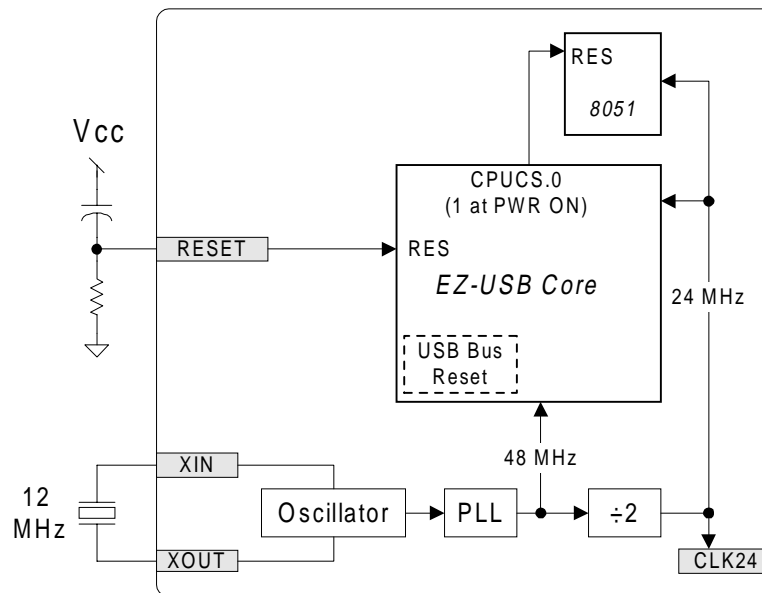 RES
8051
Vcc
CPUCS.0
(1 at PWR ON)
RESET
RES
EZ-USB Core
24 MHz
USB Bus
Reset
48 MHz
XIN
12
MHz
Oscillator
PLL
÷2
XOUT
CLK24